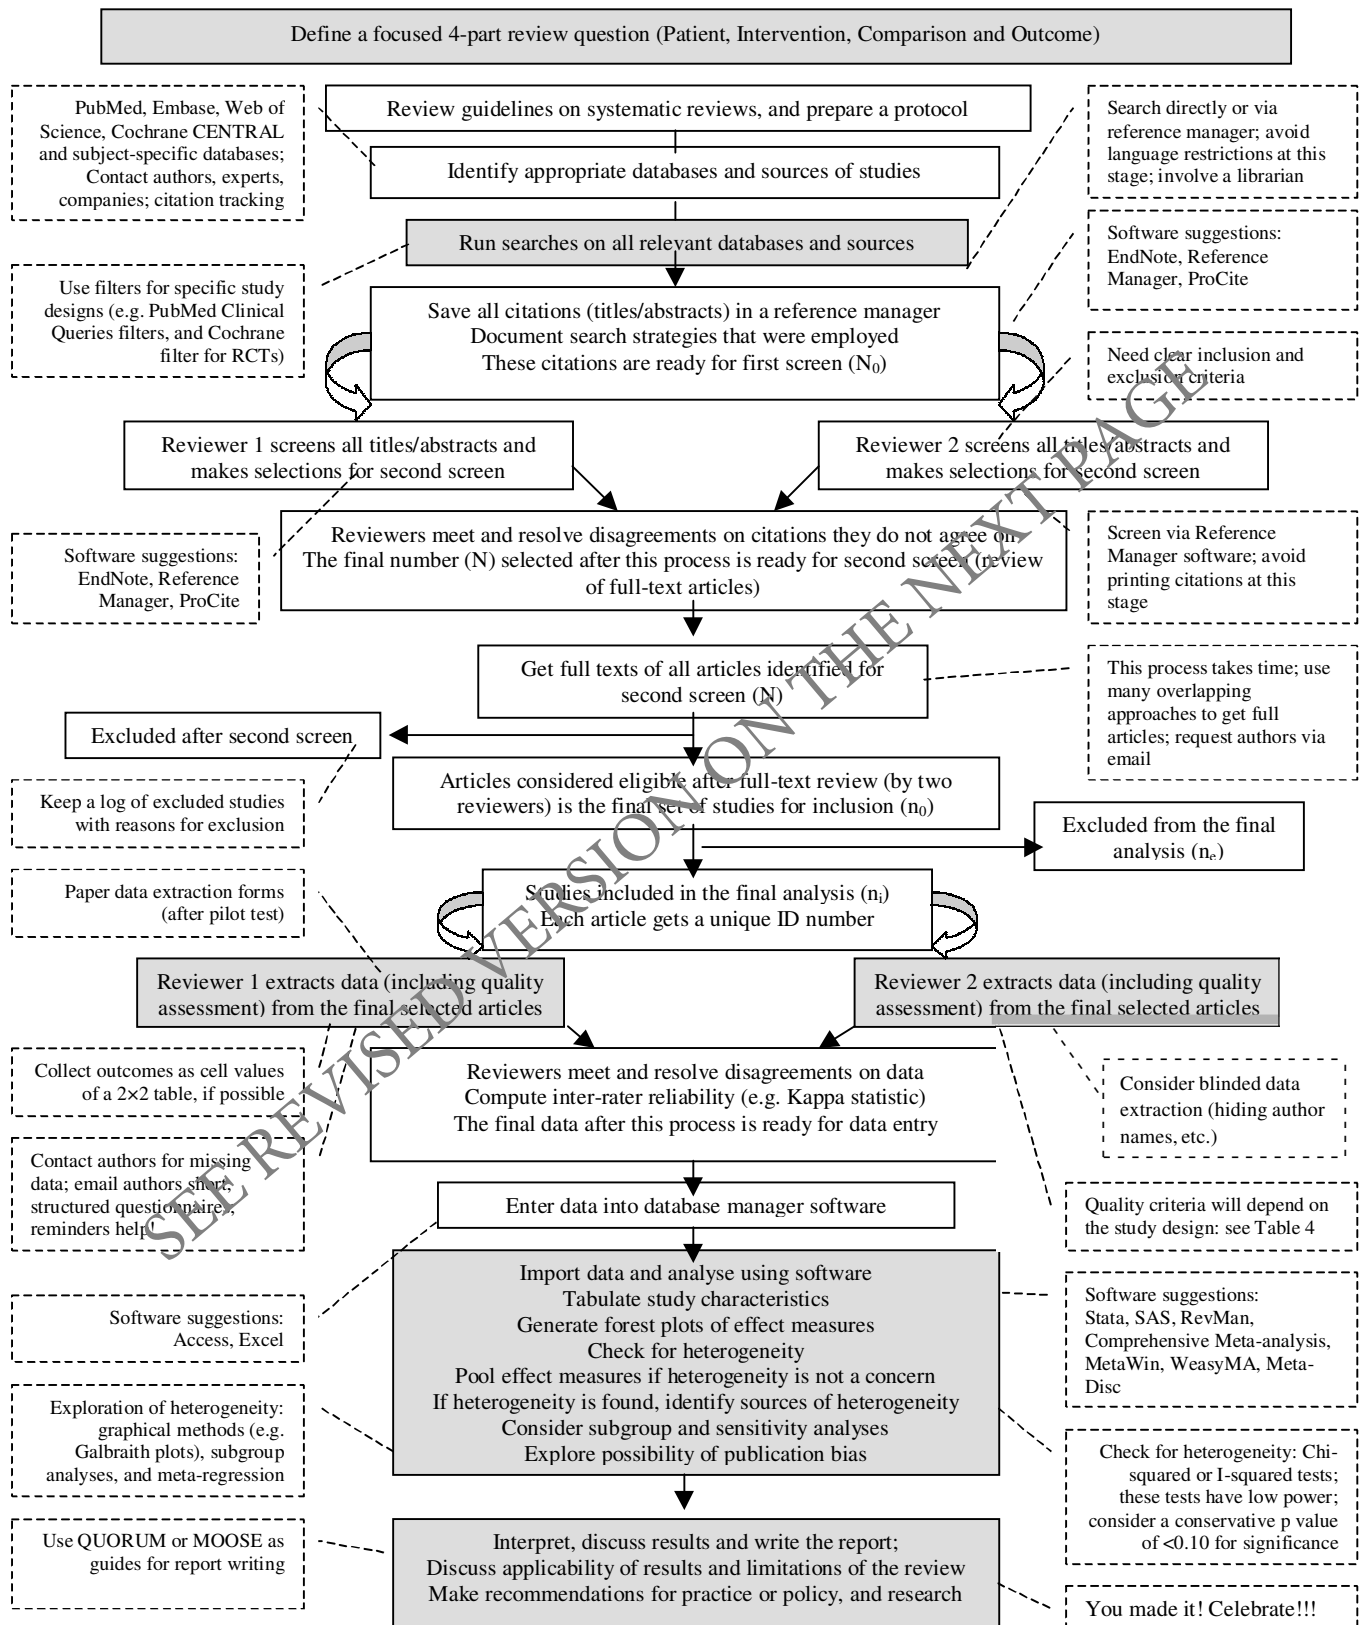 Define a focused 4-part review question (Patient, Intervention, Comparison and Outcome)
PubMed, Embase, Web of
Science, Cochrane CENTRAL
and subject-specific databases;
Contact authors, experts,
companies; citation tracking
Review guidelines on systematic reviews, and prepare a protocol
Search directly or via
reference manager; avoid
language restrictions at this
stage; involve a librarian
Identify appropriate databases and sources of studies
Run searches on all relevant databases and sources
Software suggestions:
EndNote, Reference
Manager, ProCite
Use filters for specific study
designs (e.g. PubMed Clinical
Queries filters, and Cochrane
filter for RCTs)
Save all citations (titles/abstracts) in a reference manager
Document search strategies that were employed
These citations are ready for first screen (N₀)
Need clear inclusion and
exclusion criteria
Reviewer 1 screens all titles/abstracts and
makes selections for second screen
Reviewer 2 screens all titles/abstracts and
makes selections for second screen
Software suggestions:
EndNote, Reference
Manager, ProCite
Reviewers meet and resolve disagreements on citations they do not agree on
The final number (N) selected after this process is ready for second screen (review
of full-text articles)
Screen via Reference
Manager software; avoid
printing citations at this
stage
Get full texts of all articles identified for
second screen (N)
This process takes time; use
many overlapping
approaches to get full
articles; request authors via
email
Excluded after second screen
Keep a log of excluded studies
with reasons for exclusion
Articles considered eligible after full-text review (by two
reviewers) is the final set of studies for inclusion (n₀)
Excluded from the final
analysis (nₑ)
Paper data extraction forms
(after pilot test)
Studies included in the final analysis (nᵢ)
Each article gets a unique ID number
Reviewer 1 extracts data (including quality
assessment) from the final selected articles
Reviewer 2 extracts data (including quality
assessment) from the final selected articles
Collect outcomes as cell values
of a 2×2 table, if possible
Reviewers meet and resolve disagreements on data
Compute inter-rater reliability (e.g. Kappa statistic)
The final data after this process is ready for data entry
Consider blinded data
extraction (hiding author
names, etc.)
Contact authors for missing
data; email authors short,
structured questionnaires;
reminders help!
Enter data into database manager software
Quality criteria will depend on
the study design: see Table 4
Software suggestions:
Access, Excel
Import data and analyse using software
Tabulate study characteristics
Generate forest plots of effect measures
Check for heterogeneity
Pool effect measures if heterogeneity is not a concern
If heterogeneity is found, identify sources of heterogeneity
Consider subgroup and sensitivity analyses
Explore possibility of publication bias
Software suggestions:
Stata, SAS, RevMan,
Comprehensive Meta-analysis,
MetaWin, WeasyMA, Meta-
Disc
Exploration of heterogeneity:
graphical methods (e.g.
Galbraith plots), subgroup
analyses, and meta-regression
Check for heterogeneity: Chi-
squared or I-squared tests;
these tests have low power;
consider a conservative p value
of <0.10 for significance
Use QUORUM or MOOSE as
guides for report writing
Interpret, discuss results and write the report;
Discuss applicability of results and limitations of the review
Make recommendations for practice or policy, and research
You made it! Celebrate!!!
SEE REVISED VERSION ON THE NEXT PAGE